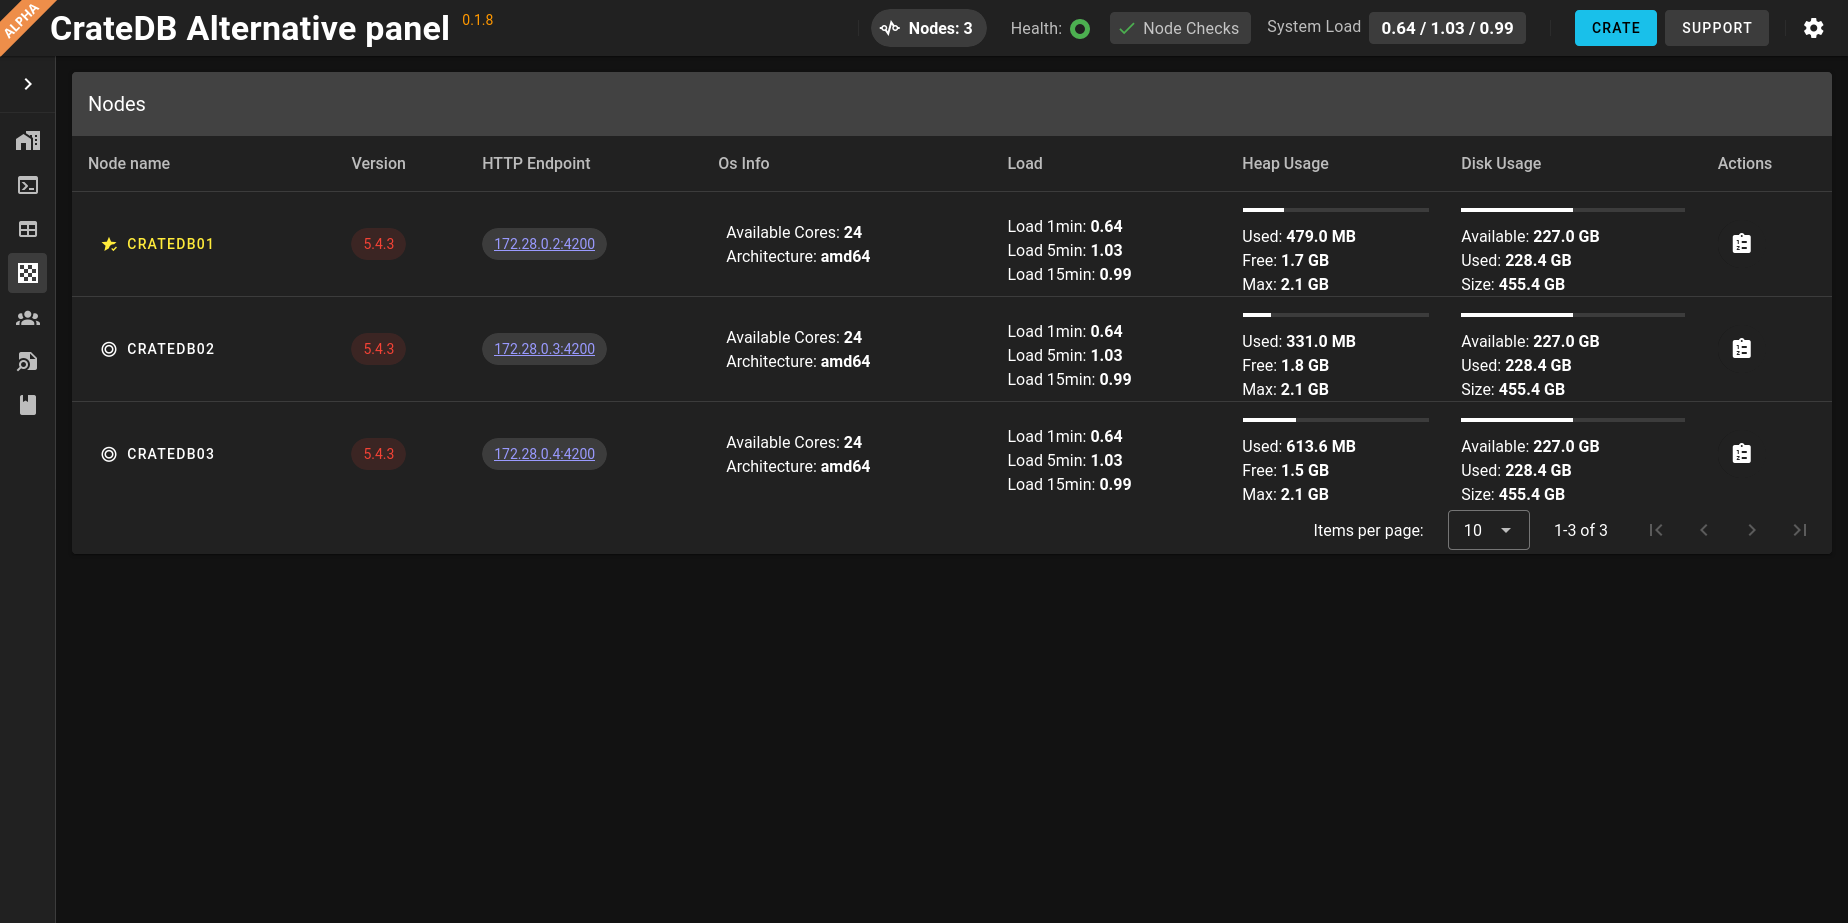 ALPHA
CrateDB Alternative panel 0.1.8
Nodes: 3
Health:
Node Checks
System Load 0.64 / 1.03 / 0.99
CRATE
SUPPORT
Nodes
Node name Version HTTP Endpoint Os Info Load Heap Usage Disk Usage Actions
CRATEDB01
5.4.3
172.28.0.2:4200
Available Cores: 24
Architecture: amd64
Load 1min: 0.64
Load 5min: 1.03
Load 15min: 0.99
Used: 479.0 MB
Free: 1.7 GB
Max: 2.1 GB
Available: 227.0 GB
Used: 228.4 GB
Size: 455.4 GB
CRATEDB02
5.4.3
172.28.0.3:4200
Available Cores: 24
Architecture: amd64
Load 1min: 0.64
Load 5min: 1.03
Load 15min: 0.99
Used: 331.0 MB
Free: 1.8 GB
Max: 2.1 GB
Available: 227.0 GB
Used: 228.4 GB
Size: 455.4 GB
CRATEDB03
5.4.3
172.28.0.4:4200
Available Cores: 24
Architecture: amd64
Load 1min: 0.64
Load 5min: 1.03
Load 15min: 0.99
Used: 613.6 MB
Free: 1.5 GB
Max: 2.1 GB
Available: 227.0 GB
Used: 228.4 GB
Size: 455.4 GB
Items per page: 10 1-3 of 3